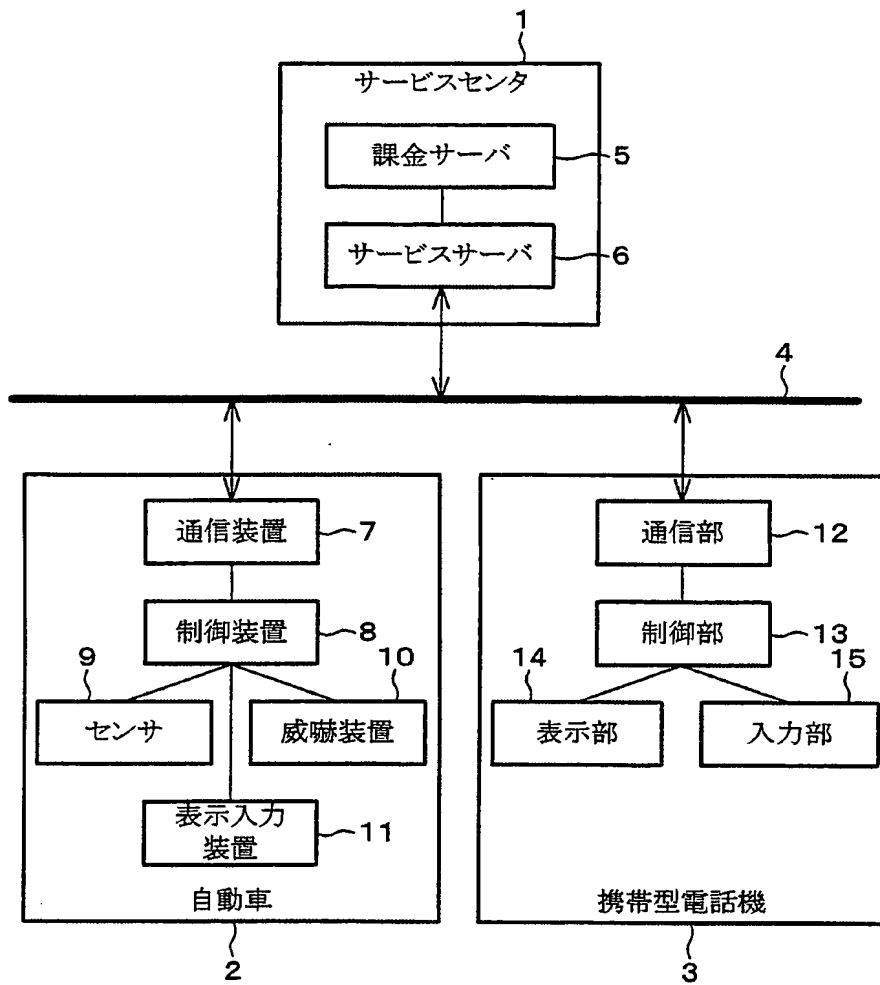 1
サービスセンタ
課金サーバ
5
サービスサーバ
6
4
通信装置
7
制御装置
8
9
センサ
10
威嚇装置
表示入力
装置
11
自動車
2
通信部
12
制御部
13
14
表示部
15
入力部
携帯型電話機
3